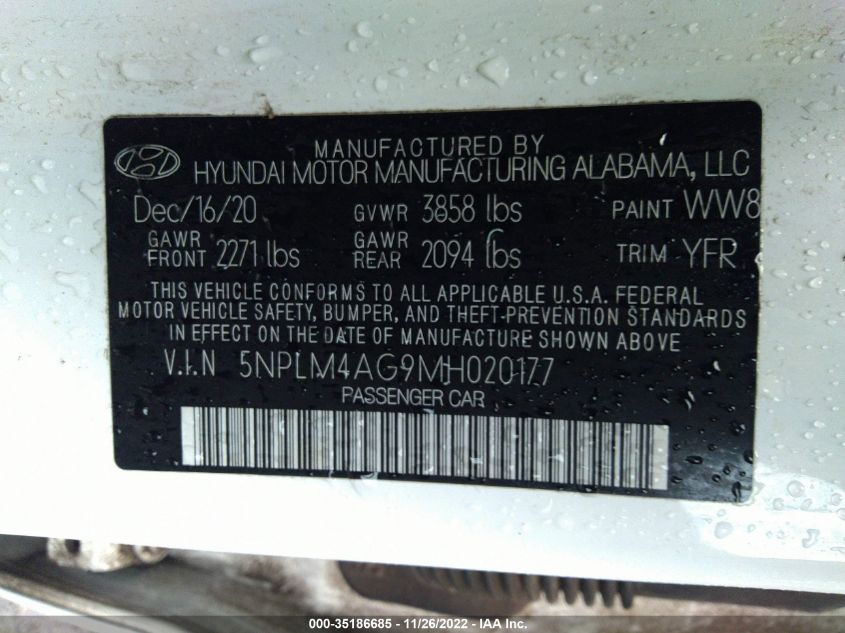 MANUFACTURED BY
HYUNDAI MOTOR MANUFACTURING ALABAMA, LLC
Dec/16/20 GVWR 3858 lbs PAINT WW8
GAWR FRONT 2271 lbs GAWR REAR 2094 lbs TRIM YFR
THIS VEHICLE CONFORMS TO ALL APPLICABLE U.S.A. FEDERAL
MOTOR VEHICLE SAFETY, BUMPER, AND THEFT-PREVENTION STANDARDS
IN EFFECT ON THE DATE OF MANUFACTURE SHOWN ABOVE
V.I.N 5NPLM4AG9MH020177
PASSENGER CAR
000-35186685 - 11/26/2022 - IAA Inc.